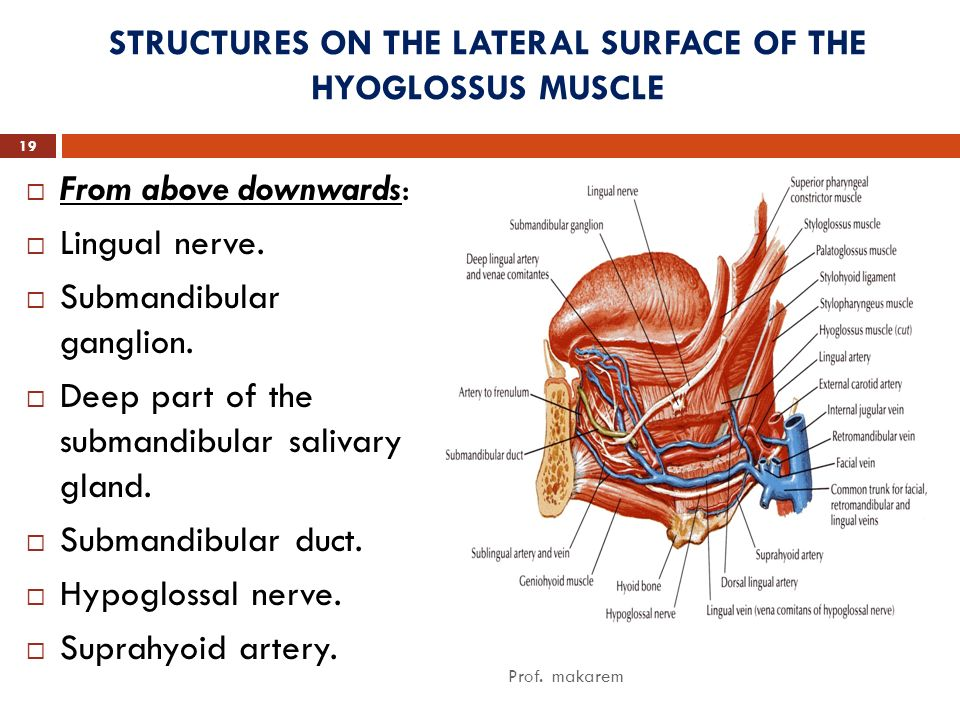 STRUCTURES ON THE LATERAL SURFACE OF THE
HYOGLOSSUS MUSCLE
19
From above downwards:
Lingual nerve.
Submandibular
ganglion.
Deep part of the
submandibular salivary
gland.
Submandibular duct.
Hypoglossal nerve.
Suprahyoid artery.
Lingual nerve
Submandibular ganglion
Deep lingual artery
and venae comitantes
Artery to frenulum
Submandibular duct
Sublingual artery and vein
Geniohyoid muscle
Hyoid bone
Hypoglossal nerve
Superior pharyngeal
constrictor muscle
Styloglossus muscle
Palatoglossus muscle
Stylohyoid ligament
Stylopharyngeus muscle
Hyoglossus muscle (cut)
Lingual artery
External carotid artery
Internal jugular vein
Retromandibular vein
Facial vein
Common trunk for facial,
retromandibular and
lingual veins
Suprahyoid artery
Dorsal lingual artery
Lingual vein (vena comitans of hypoglossal nerve)
Prof. makarem